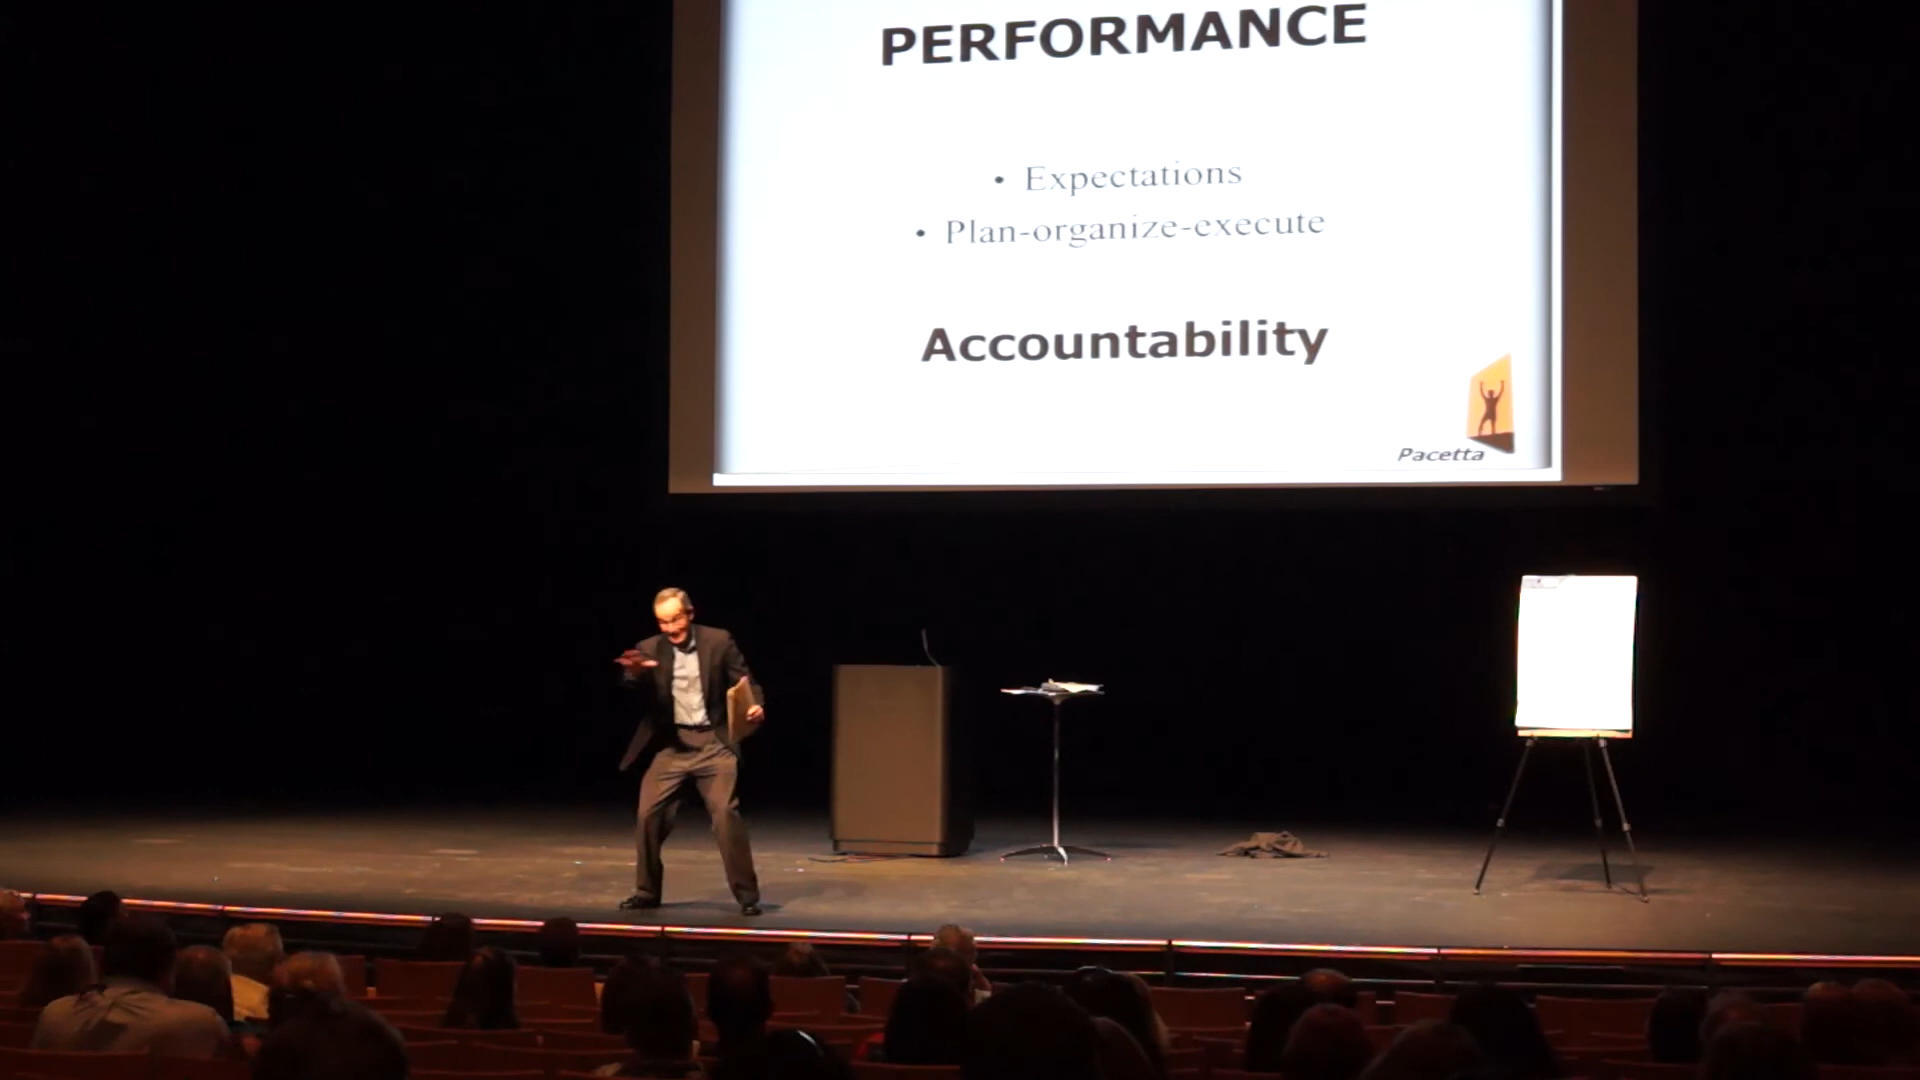 PERFORMANCE
• Expectations
• Plan-organize-execute
Accountability
Pacetta